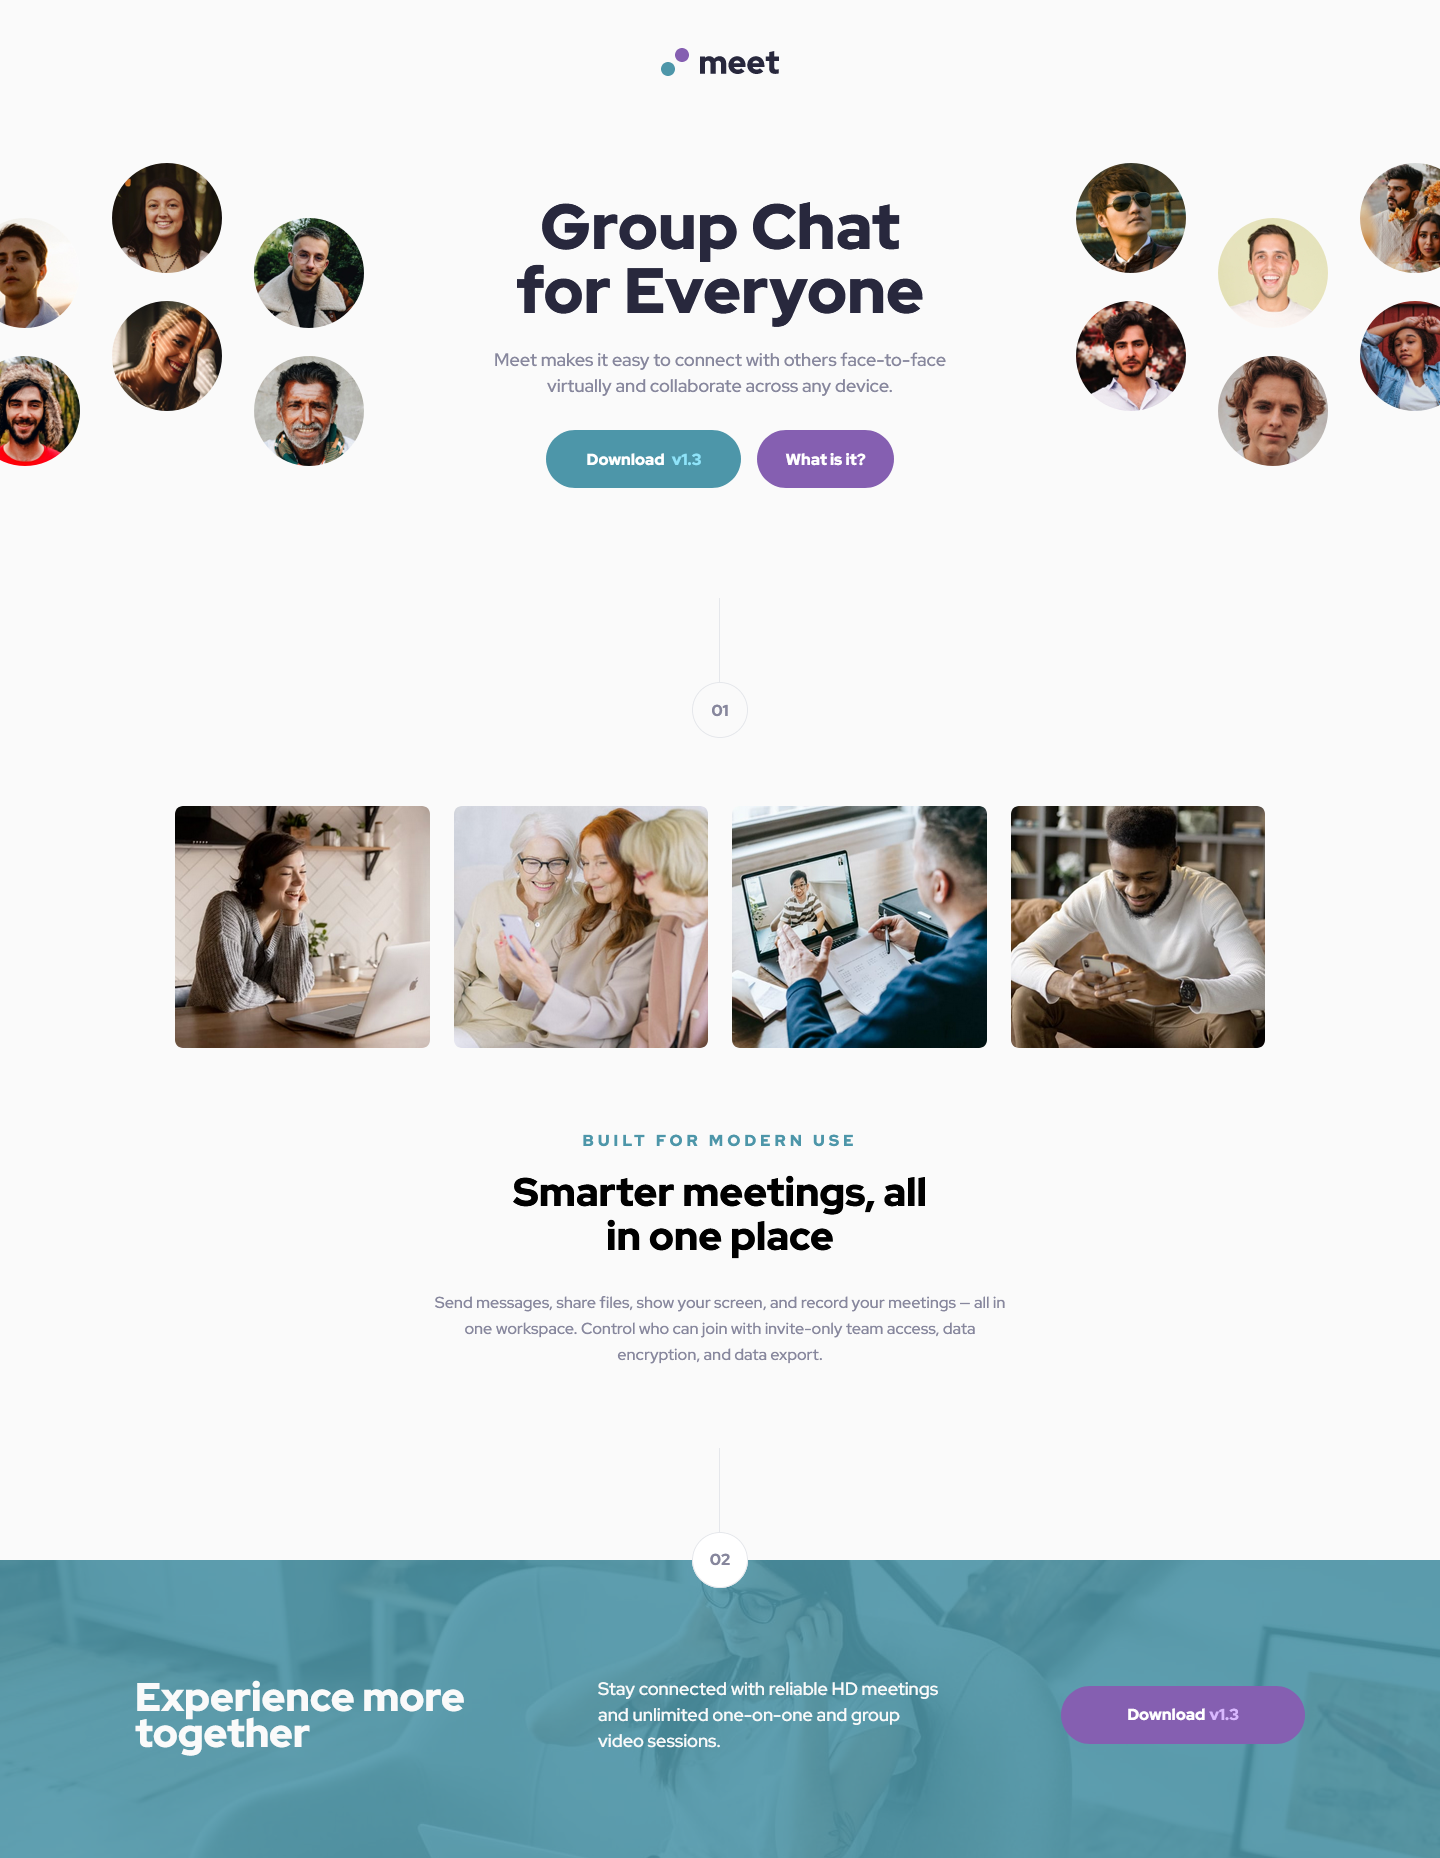 meet
Group Chat
for Everyone
Meet makes it easy to connect with others face-to-face
virtually and collaborate across any device.
Download v1.3
What is it?
01
BUILT FOR MODERN USE
Smarter meetings, all
in one place
Send messages, share files, show your screen, and record your meetings — all in
one workspace. Control who can join with invite-only team access, data
encryption, and data export.
02
Experience more
together
Stay connected with reliable HD meetings
and unlimited one-on-one and group
video sessions.
Download v1.3